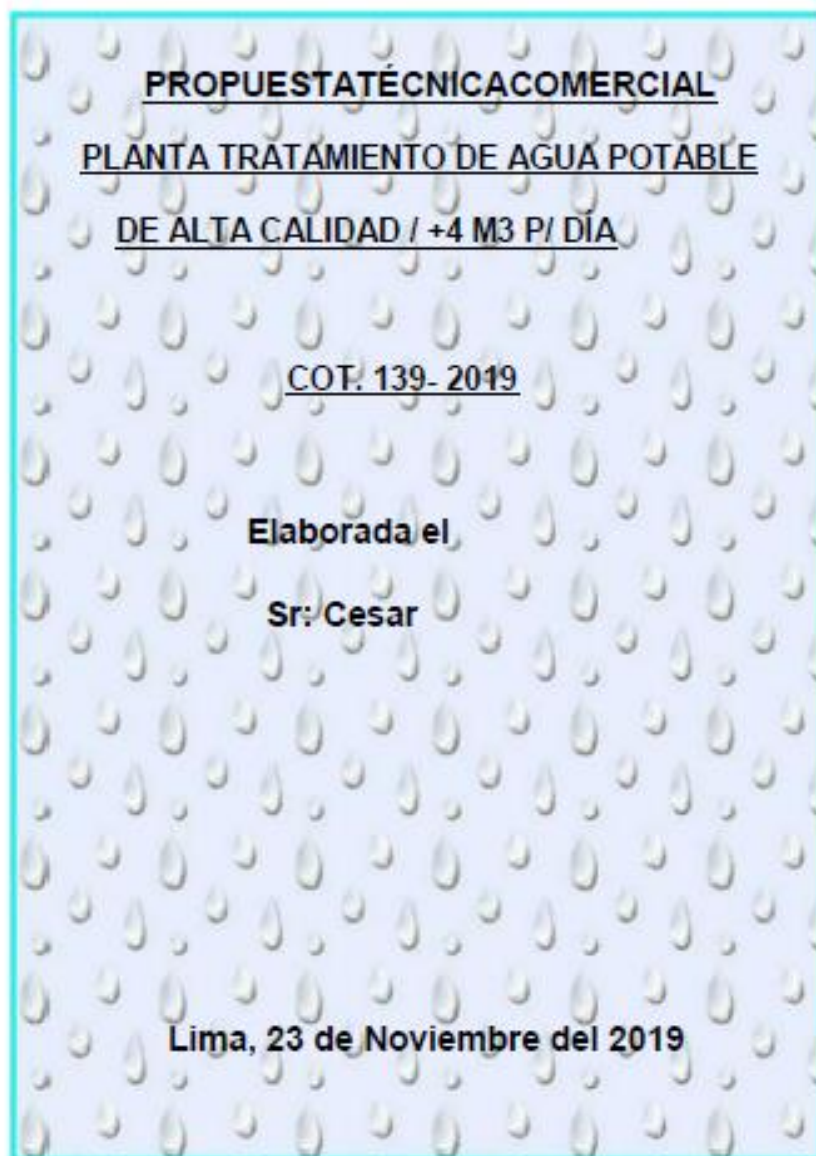 PROPUESTATÉCNICACOMERCIAL
PLANTA TRATAMIENTO DE AGUA POTABLE
DE ALTA CALIDAD / +4 M3 P/ DÍA
COT. 139- 2019
Elaborada el
Sr: Cesar
Lima, 23 de Noviembre del 2019